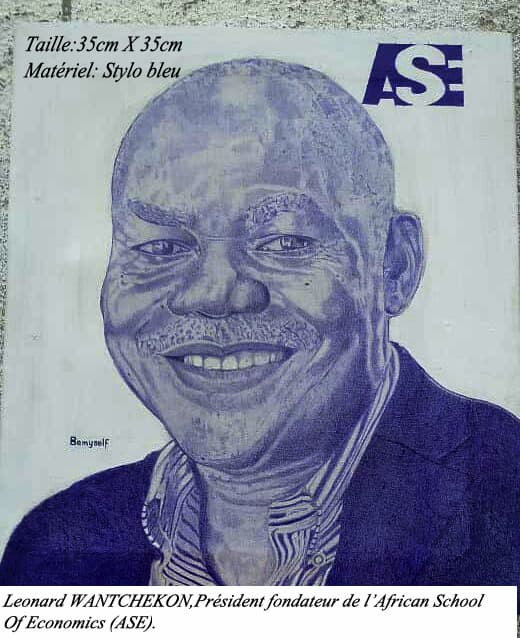 Taille:35cm X 35cm
Matériel: Stylo bleu
ASE
Bemyself
Leonard WANTCHEKON,Président fondateur de l'African School
Of Economics (ASE).